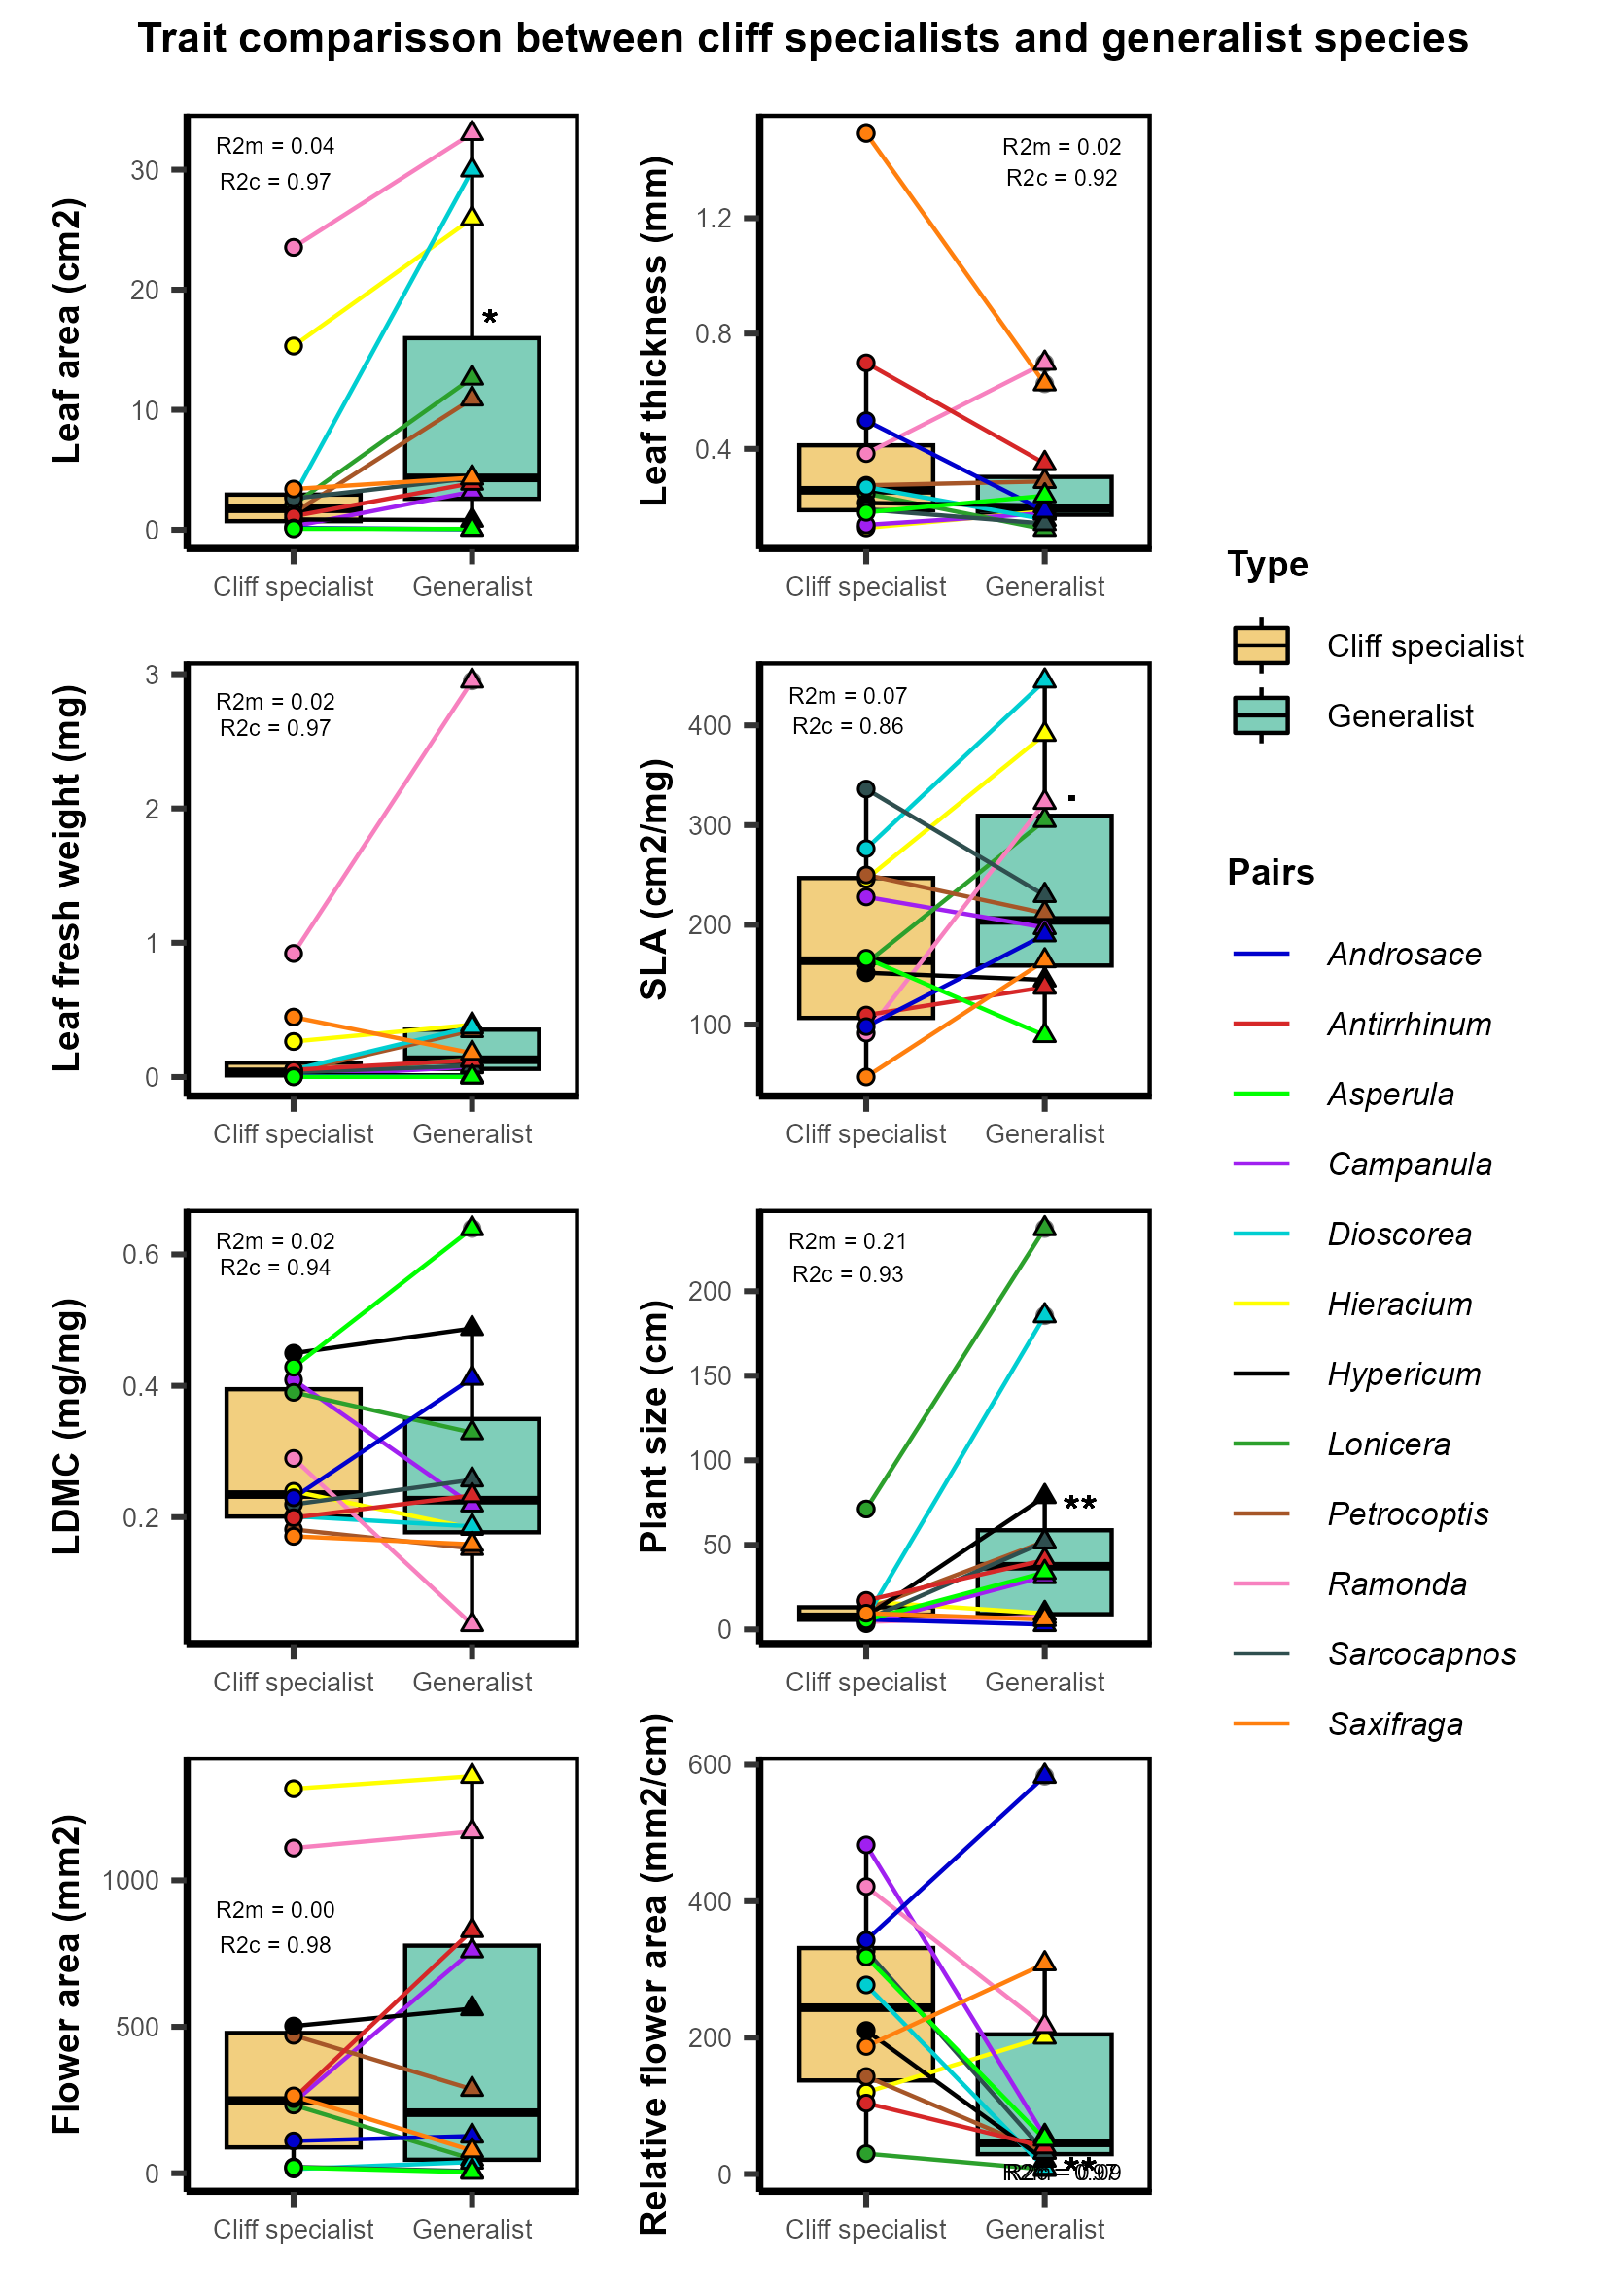 Trait comparisson between cliff specialists and generalist species
Leaf area (cm2)
30
20
10
0
R2m = 0.04
R2c = 0.97
*
Cliff specialist
Generalist
Leaf thickness (mm)
1.2
0.8
0.4
R2m = 0.02
R2c = 0.92
Cliff specialist
Generalist
Leaf fresh weight (mg)
3
2
1
0
R2m = 0.02
R2c = 0.97
Cliff specialist
Generalist
SLA (cm2/mg)
400
300
200
100
R2m = 0.07
R2c = 0.86
.
Cliff specialist
Generalist
LDMC (mg/mg)
0.6
0.4
0.2
R2m = 0.02
R2c = 0.94
Cliff specialist
Generalist
Plant size (cm)
200
150
100
50
0
R2m = 0.21
R2c = 0.93
**
Cliff specialist
Generalist
Flower area (mm2)
1000
500
0
R2m = 0.00
R2c = 0.98
Cliff specialist
Generalist
Relative flower area (mm2/cm)
600
400
200
0
**
Cliff specialist
Generalist
Type
Cliff specialist
Generalist
Pairs
Androsace
Antirrhinum
Asperula
Campanula
Dioscorea
Hieracium
Hypericum
Lonicera
Petrocoptis
Ramonda
Sarcocapnos
Saxifraga